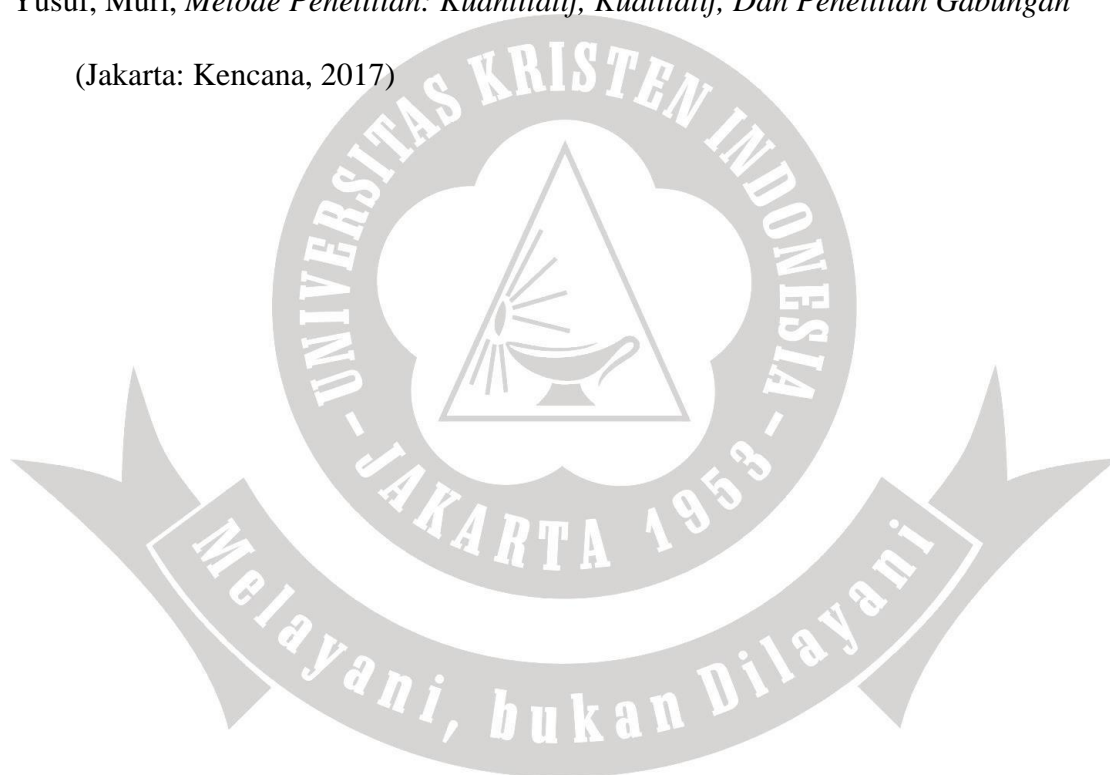 Yusuf, Muri, Metode Penelitian: Kuantitatif, Kualitatif, Dan Penelitian Gabungan
(Jakarta: Kencana, 2017)
UNIVERSITAS KRISTEN INDONESIA
- JAKARTA 1953 -
Melayani, bukan Dilayani